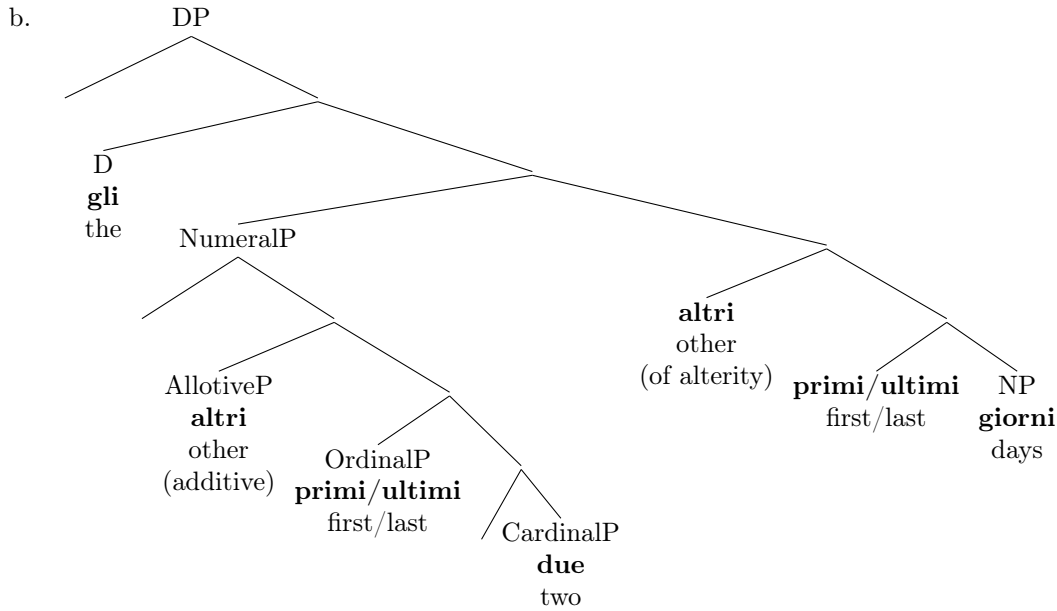 b.
DP
D
gli
the
NumeralP
AllotiveP
altri
other
(additive)
OrdinalP
primi/ultimi
first/last
CardinalP
due
two
altri
other
(of alterity)
primi/ultimi
first/last
NP
giorni
days